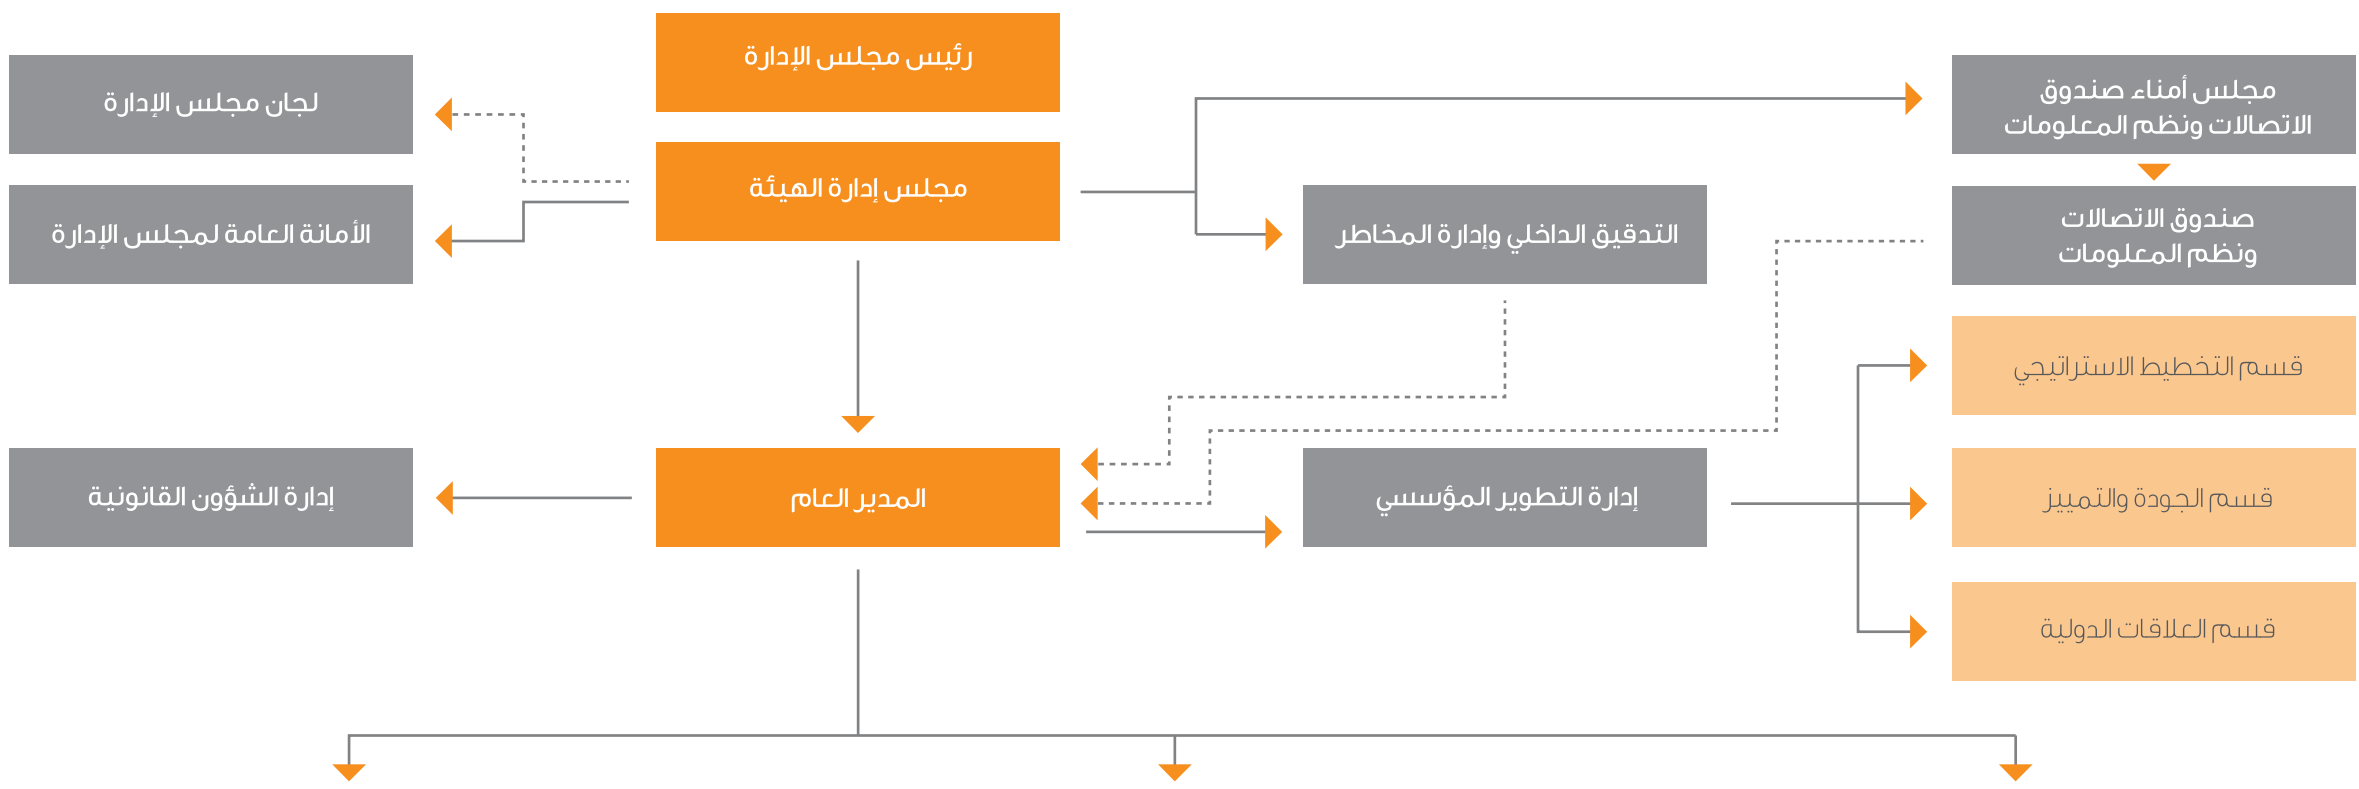 رئيس مجلس الإدارة
مجلس أمناء صندوق
الاتصالات ونظم المعلومات
لجان مجلس الإدارة
مجلس إدارة الهيئة
صندوق الاتصالات
ونظم المعلومات
التدقيق الداخلي وإدارة المخاطر
الأمانة العامة لمجلس الإدارة
قسم التخطيط الاستراتيجي
قسم الجودة والتمييز
إدارة التطوير المؤسسي
المدير العام
إدارة الشؤون القانونية
قسم العلاقات الدولية